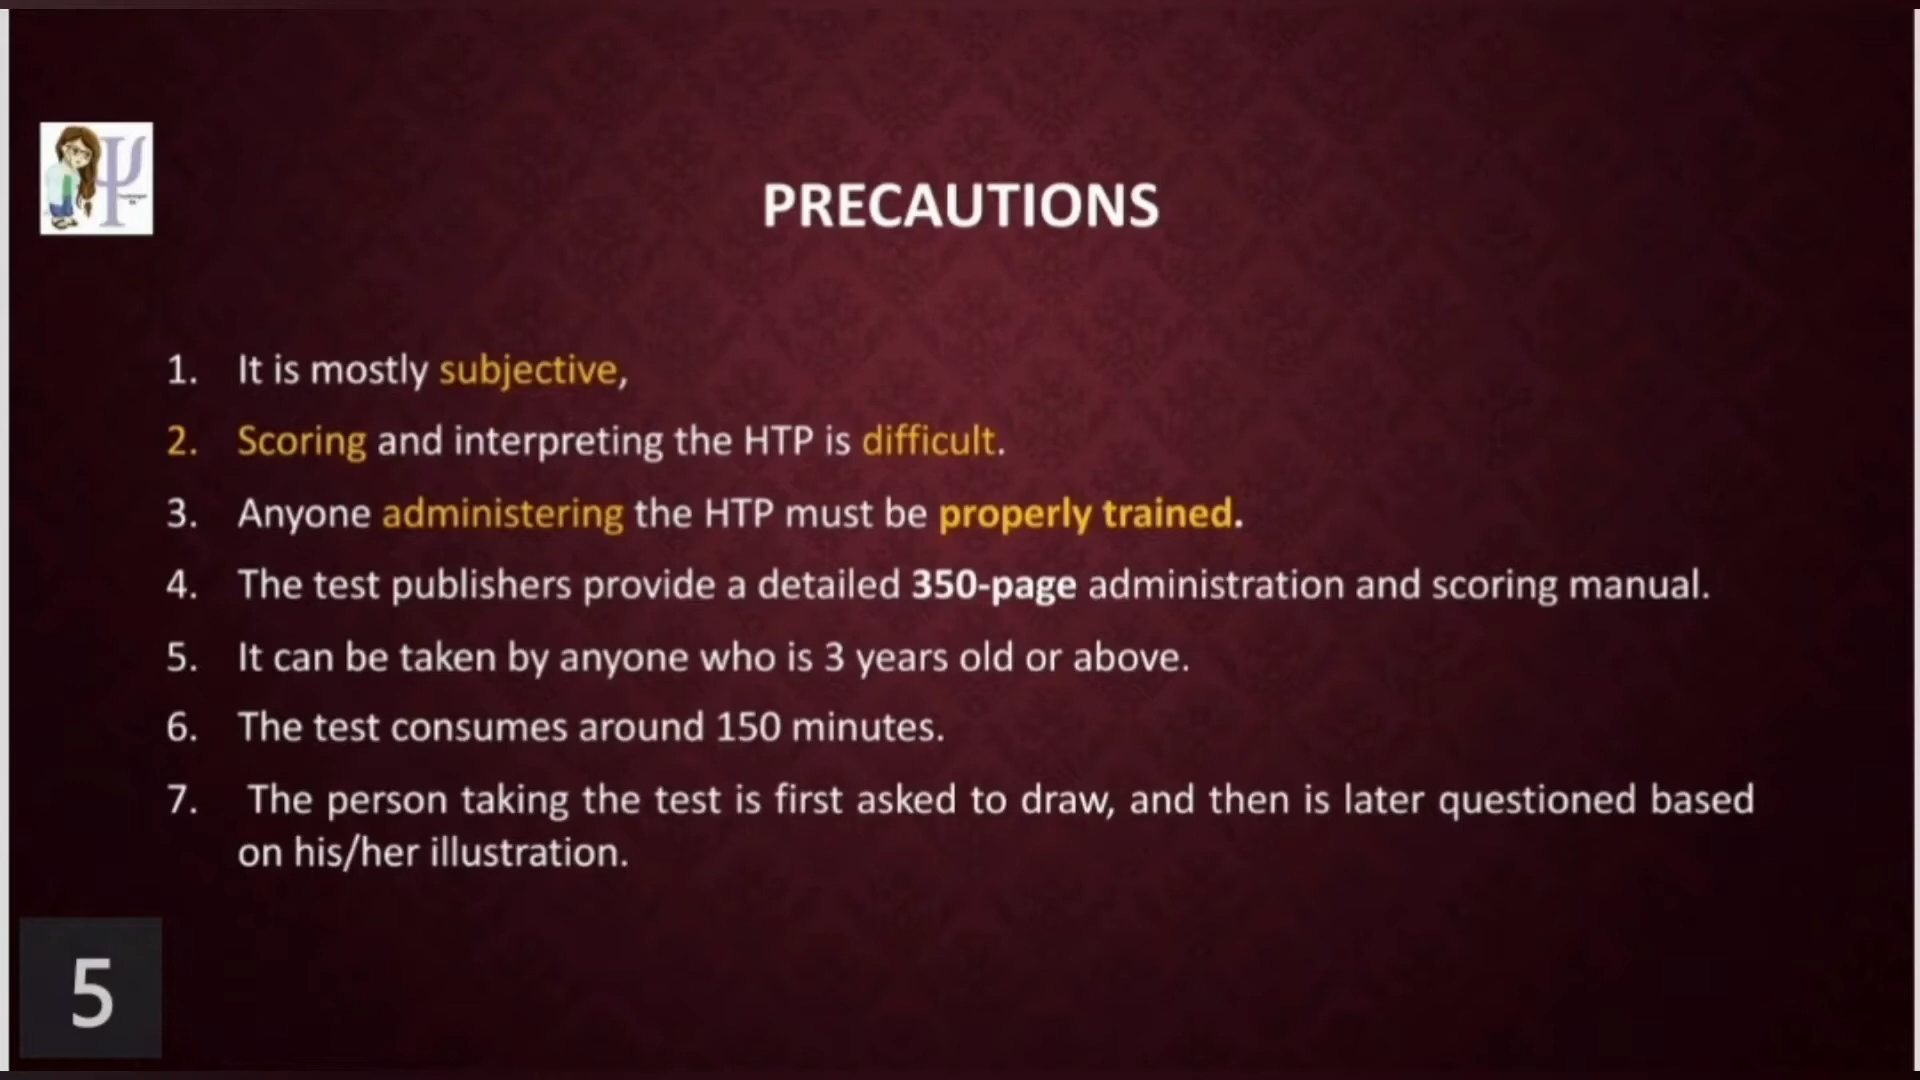 PRECAUTIONS
1. It is mostly subjective,
2. Scoring and interpreting the HTP is difficult.
3. Anyone administering the HTP must be properly trained.
4. The test publishers provide a detailed 350-page administration and scoring manual.
5. It can be taken by anyone who is 3 years old or above.
6. The test consumes around 150 minutes.
7. The person taking the test is first asked to draw, and then is later questioned based
on his/her illustration.
5